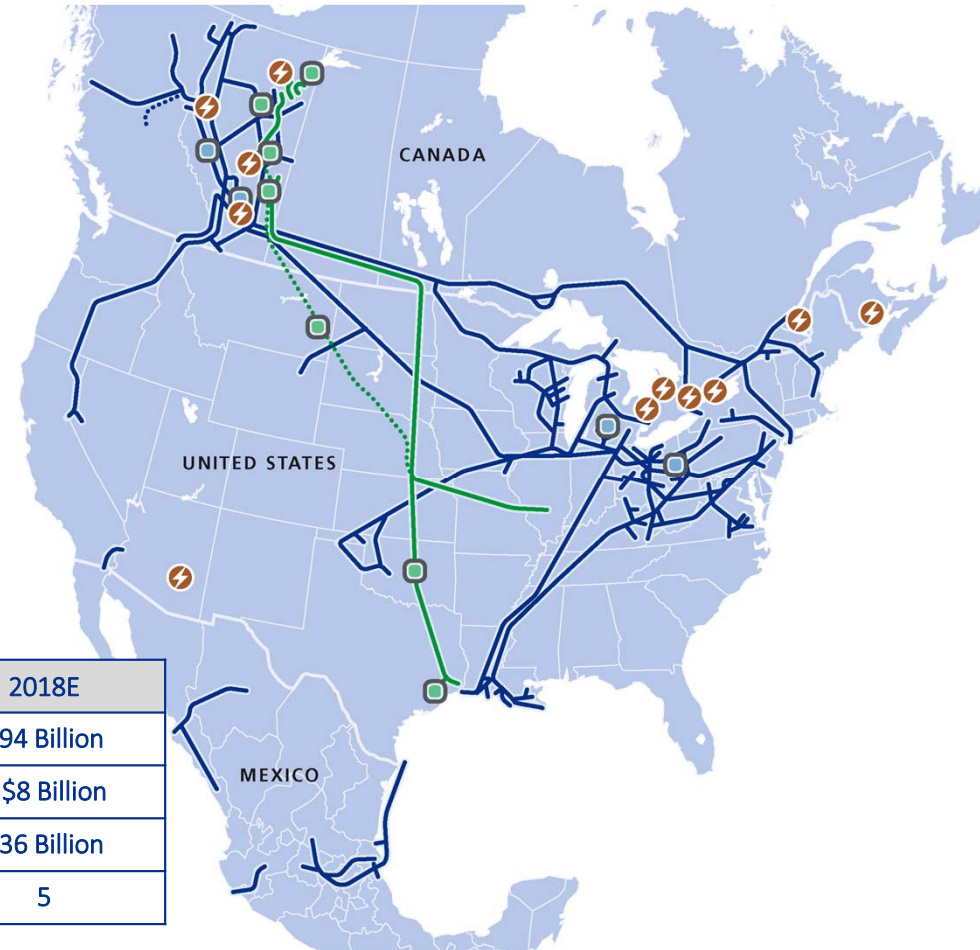 CANADA
UNITED STATES
2018E
94 Billion
$8 Billion
MEXICO
36 Billion
5